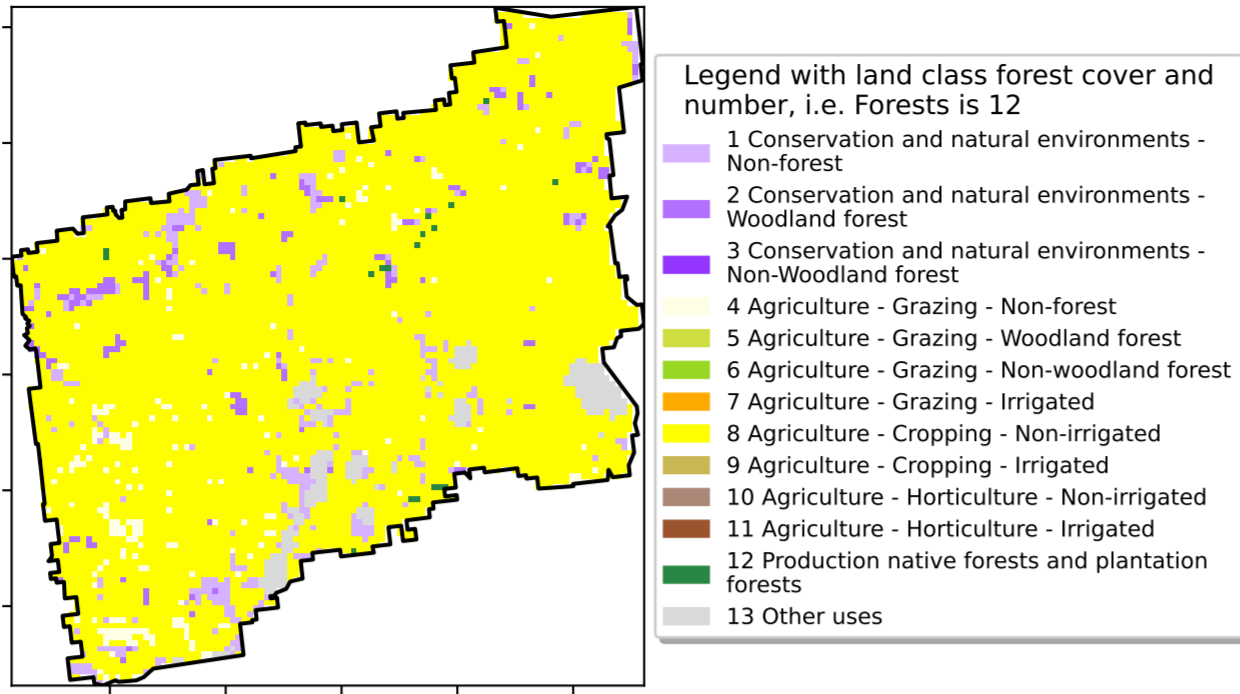 Legend with land class forest cover and
number, i.e. Forests is 12
1 Conservation and natural environments -
Non-forest
2 Conservation and natural environments -
Woodland forest
3 Conservation and natural environments -
Non-Woodland forest
4 Agriculture - Grazing - Non-forest
5 Agriculture - Grazing - Woodland forest
6 Agriculture - Grazing - Non-woodland forest
7 Agriculture - Grazing - Irrigated
8 Agriculture - Cropping - Non-irrigated
9 Agriculture - Cropping - Irrigated
10 Agriculture - Horticulture - Non-irrigated
11 Agriculture - Horticulture - Irrigated
12 Production native forests and plantation
forests
13 Other uses